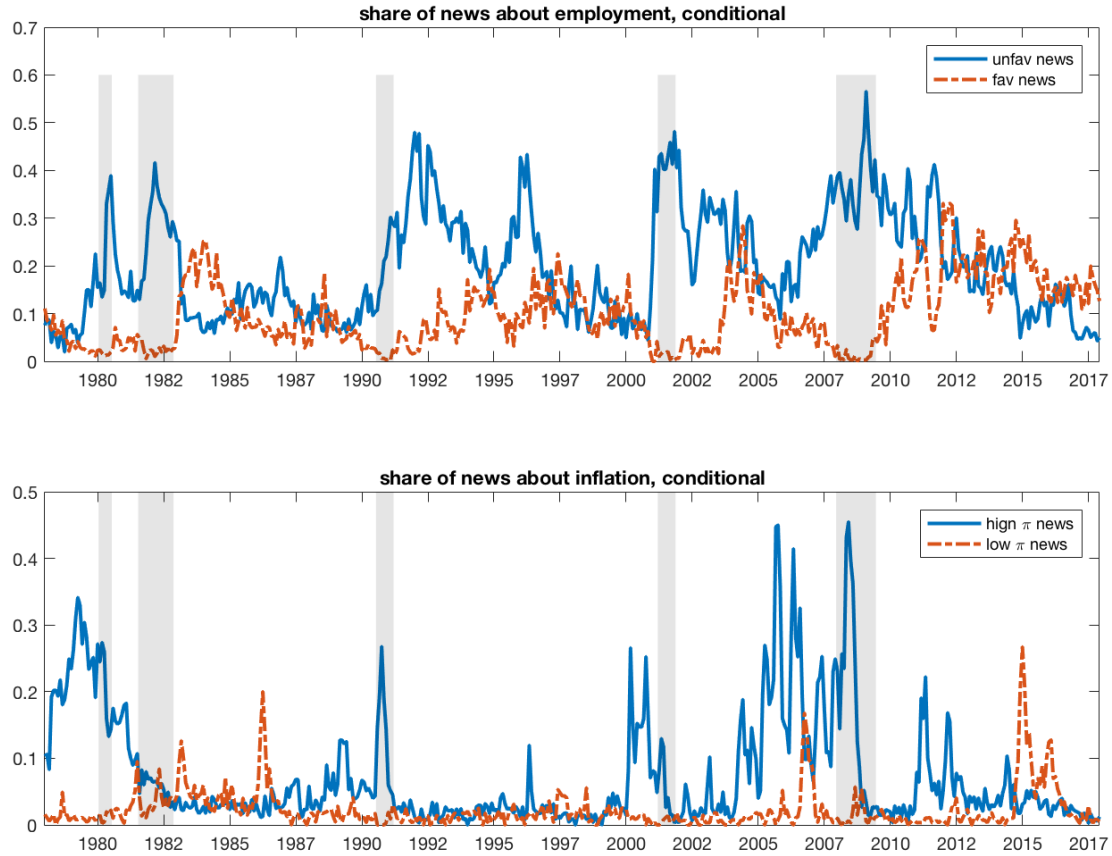 share of news about employment, conditional
0.7
0.6
0.5
0.4
0.3
0.2
0.1
0
unfav news
fav news
1980 1982 1985 1987 1990 1992 1995 1997 2000 2002 2005 2007 2010 2012 2015 2017
share of news about inflation, conditional
0.5
0.4
0.3
0.2
0.1
0
hign π news
low π news
1980 1982 1985 1987 1990 1992 1995 1997 2000 2002 2005 2007 2010 2012 2015 2017